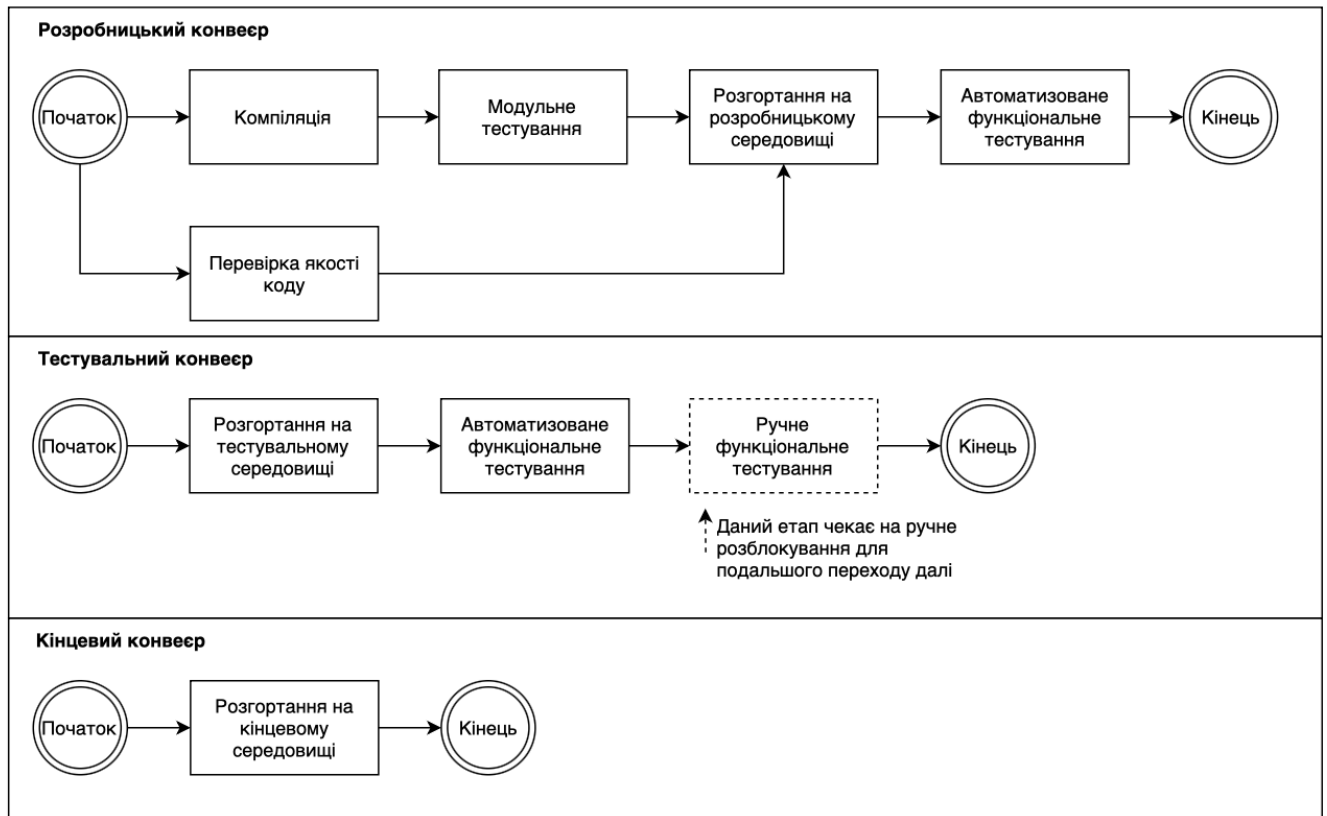 Розробницький конвеєр
Початок
Компіляція
Модульне
тестування
Розгортання на
розробницькому
середовищі
Автоматизоване
функціональне
тестування
Кінець
Перевірка якості
коду
Тестувальний конвеєр
Початок
Розгортання на
тестувальному
середовищі
Автоматизоване
функціональне
тестування
Ручне
функціональне
тестування
Кінець
Даний етап чекає на ручне
розблокування для
подальшого переходу далі
Кінцевий конвеєр
Початок
Розгортання на
кінцевому
середовищі
Кінець